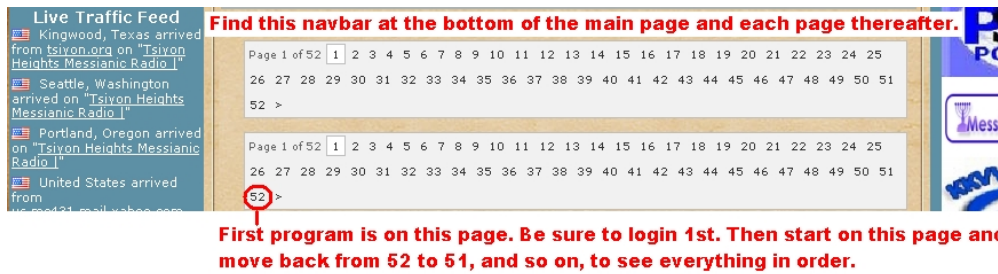 Live Traffic Feed
Kingwood, Texas arrived
from tsivon.org on "Tsivon
Heights Messianic Radio |"
Seattle, Washington
arrived on "Tsivon Heights
Messianic Radio |"
Portland, Oregon arrived
on "Tsivon Heights Messianic
Radio |"
United States arrived
from
Find this navbar at the bottom of the main page and each page thereafter.
Page 1 of 52 1 2 3 4 5 6 7 8 9 10 11 12 13 14 15 16 17 18 19 20 21 22 23 24 25
26 27 28 29 30 31 32 33 34 35 36 37 38 39 40 41 42 43 44 45 46 47 48 49 50 51
52 >
Page 1 of 52 1 2 3 4 5 6 7 8 9 10 11 12 13 14 15 16 17 18 19 20 21 22 23 24 25
26 27 28 29 30 31 32 33 34 35 36 37 38 39 40 41 42 43 44 45 46 47 48 49 50 51
52 >
First program is on this page. Be sure to login 1st. Then start on this page and
move back from 52 to 51, and so on, to see everything in order.
Mess